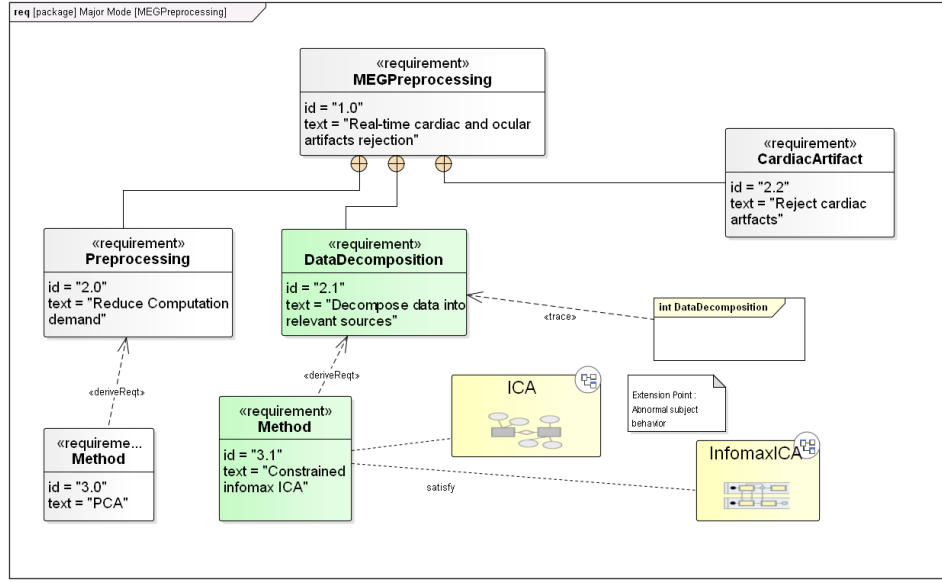 req [package] Major Mode [MEGPreprocessing]
«requirement»
MEGPreprocessing
id = "1.0"
text = "Real-time cardiac and ocular
artifacts rejection"
«requirement»
CardiacArtifact
id = "2.2"
text = "Reject cardiac
artfacts"
«requirement»
Preprocessing
id = "2.0"
text = "Reduce Computation
demand"
«requirement»
DataDecomposition
id = "2.1"
text = "Decompose data into
relevant sources"
«trace»
int DataDecomposition
«deriveReqt»
«deriveReqt»
«requireme...
Method
id = "3.0"
text = "PCA"
«requirement»
Method
id = "3.1"
text = "Constrained
infomax ICA"
ICA
Extension Point :
Abnormal subject
behavior
InfomaxICA
satisfy